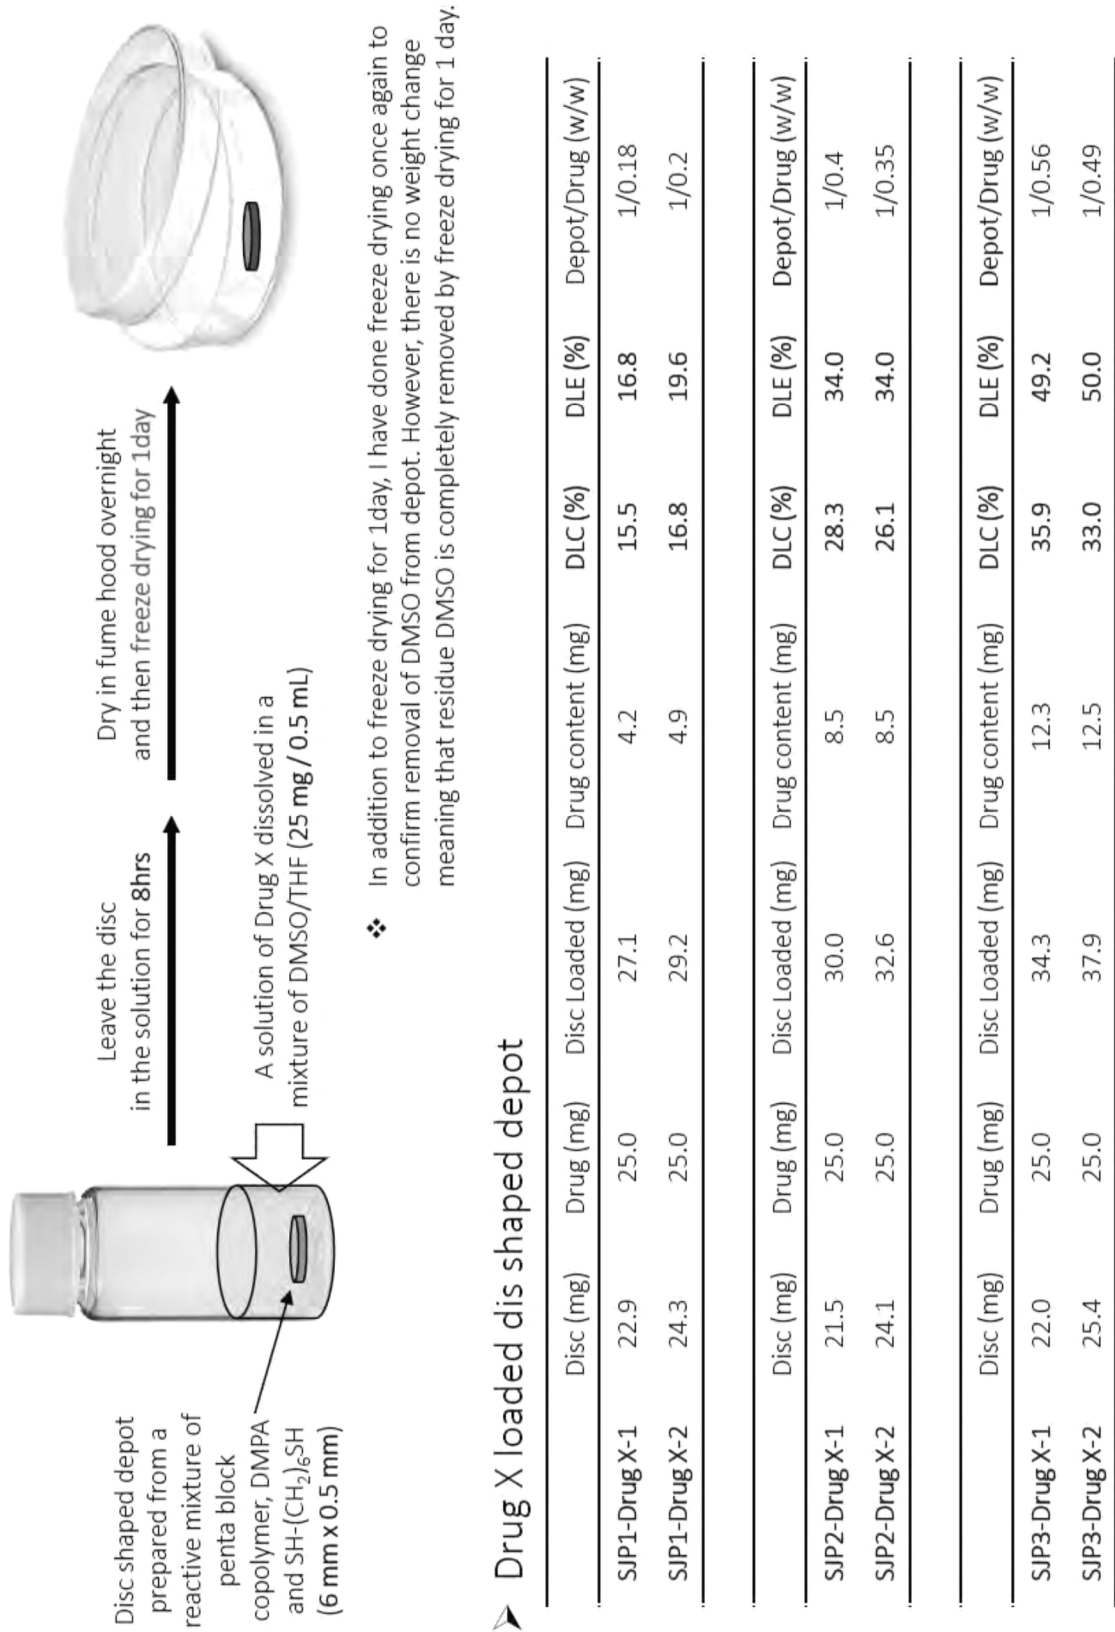 Disc shaped depot
prepared from a
reactive mixture of
penta block
copolymer, DMPA
and SH-(CH₂)₆SH
(6 mm x 0.5 mm)
Leave the disc
in the solution for 8hrs
A solution of Drug X dissolved in a
mixture of DMSO/THF (25 mg / 0.5 mL)
Dry in fume hood overnight
and then freeze drying for 1day
❖ In addition to freeze drying for 1day, I have done freeze drying once again to
confirm removal of DMSO from depot. However, there is no weight change
meaning that residue DMSO is completely removed by freeze drying for 1 day.
➤ Drug X loaded dis shaped depot
Disc (mg) Drug (mg) Disc Loaded (mg) Drug content (mg) DLC (%) DLE (%) Depot/Drug (w/w)
SJP1-Drug X-1 22.9 25.0 27.1 4.2 15.5 16.8 1/0.18
SJP1-Drug X-2 24.3 25.0 29.2 4.9 16.8 19.6 1/0.2
Disc (mg) Drug (mg) Disc Loaded (mg) Drug content (mg) DLC (%) DLE (%) Depot/Drug (w/w)
SJP2-Drug X-1 21.5 25.0 30.0 8.5 28.3 34.0 1/0.4
SJP2-Drug X-2 24.1 25.0 32.6 8.5 26.1 34.0 1/0.35
Disc (mg) Drug (mg) Disc Loaded (mg) Drug content (mg) DLC (%) DLE (%) Depot/Drug (w/w)
SJP3-Drug X-1 22.0 25.0 34.3 12.3 35.9 49.2 1/0.56
SJP3-Drug X-2 25.4 25.0 37.9 12.5 33.0 50.0 1/0.49